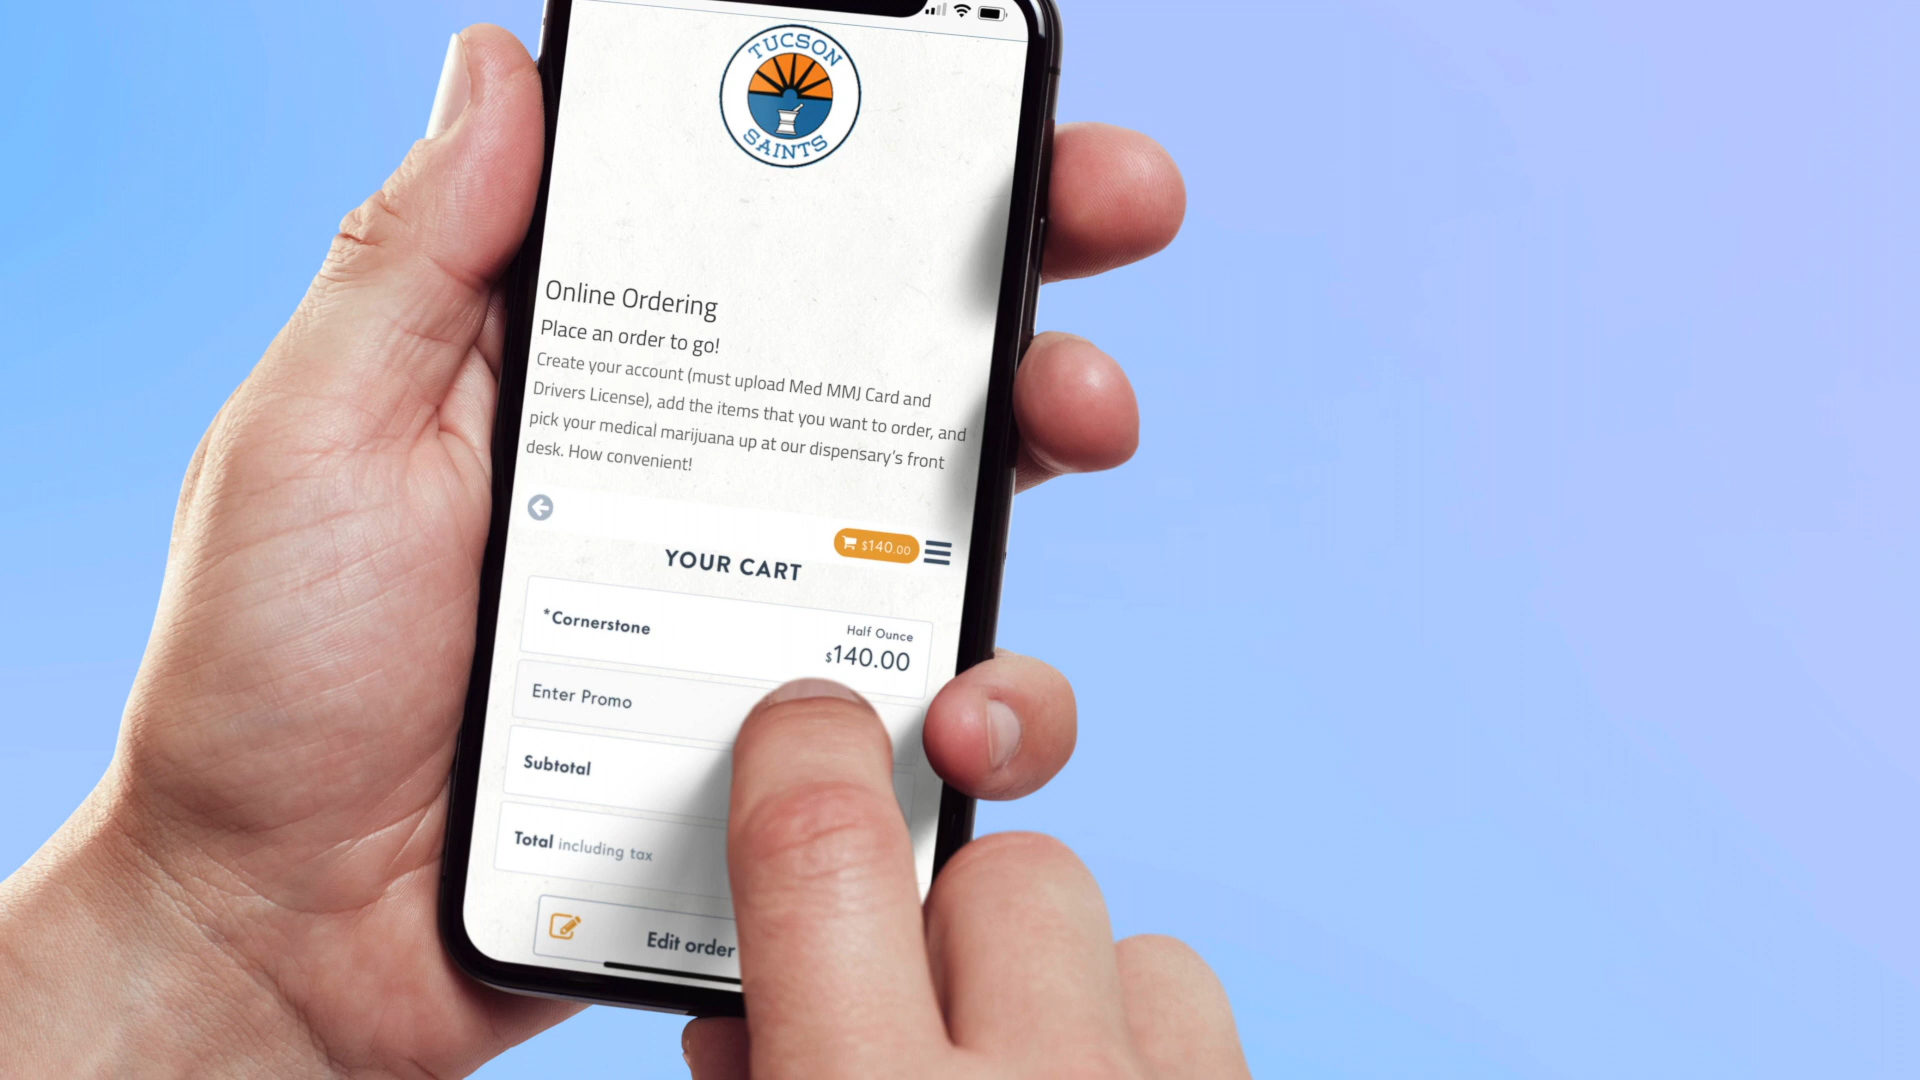 TUCSON
SAINTS
Online Ordering
Place an order to go!
Create your account (must upload Med MMJ Card and
Drivers License), add the items that you want to order, and
pick your medical marijuana up at our dispensary's front
desk. How convenient!
$140.00
YOUR CART
*Cornerstone
Half Ounce
$140.00
Enter Promo
Subtotal
Total including tax
Edit order